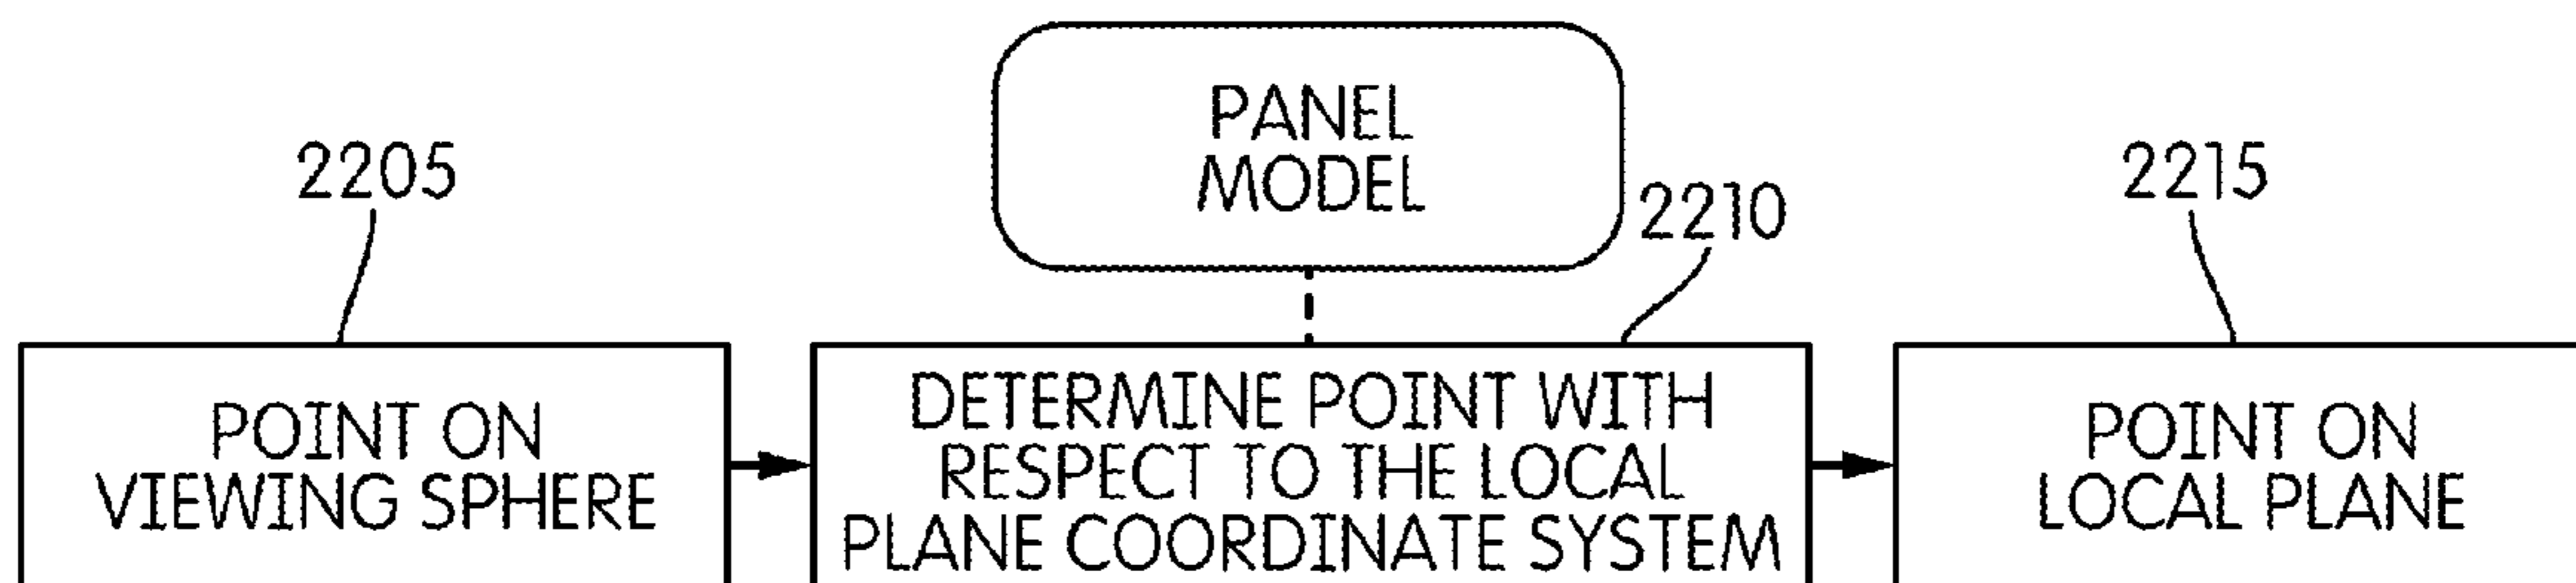 PANEL
MODEL
2205
2210
2215
POINT ON
VIEWING SPHERE
DETERMINE POINT WITH
RESPECT TO THE LOCAL
PLANE COORDINATE SYSTEM
POINT ON
LOCAL PLANE